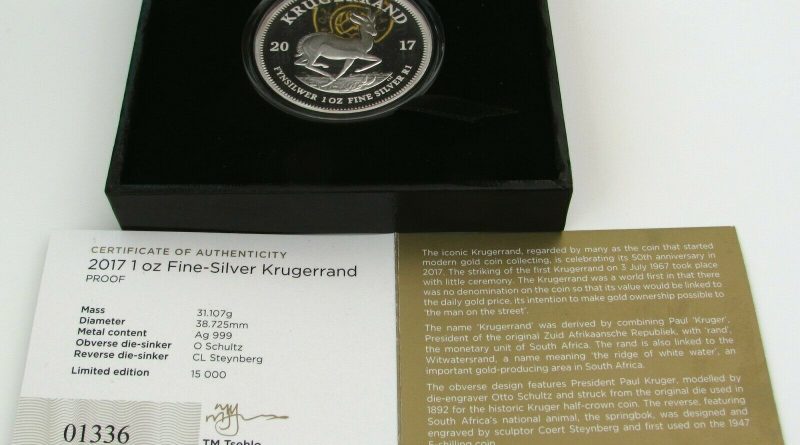 KRUGERRAND
2017
FYNSILWER 1 OZ FINE SILVER R1
CERTIFICATE OF AUTHENTICITY
2017 1 oz Fine-Silver Krugerrand
PROOF
Mass 31.107g
Diameter 38.725mm
Metal content Ag 999
Obverse die-sinker O Schultz
Reverse die-sinker CL Steynberg
Limited edition 15 000
01336
TM Tsehlo
The iconic Krugerrand, regarded by many as the coin that started
modern gold coin collecting, is celebrating its 50th anniversary in
2017. The striking of the first Krugerrand on 3 July 1967 took place
with little ceremony. The Krugerrand was a world first in that there
was no denomination on the coin so that its value would be linked to
the daily gold price, its intention to make gold ownership possible to
'the man on the street'.
The name 'Krugerrand' was derived by combining Paul 'Kruger',
President of the original Zuid Afrikaansche Republiek, with 'rand',
the monetary unit of South Africa. The rand is also linked to the
Witwatersrand, a name meaning 'the ridge of white water', an
important gold-producing area in South Africa.
The obverse design features President Paul Kruger, modelled by
die-engraver Otto Schultz and struck from the original die used in
1892 for the historic Kruger half-crown coin. The reverse, featuring
South Africa's national animal, the springbok, was designed and
engraved by sculptor Coert Steynberg and first used on the 1947
5-shilling coin.